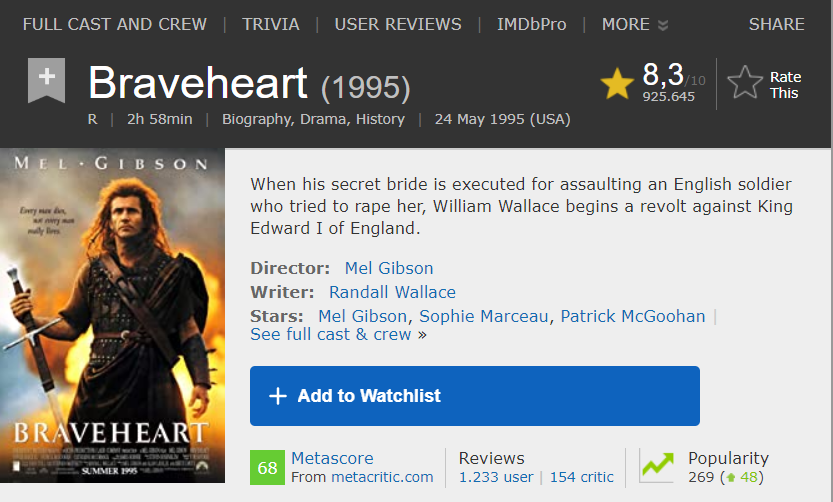 FULL CAST AND CREW | TRIVIA | USER REVIEWS | IMDbPro | MORE | SHARE
+ Braveheart (1995)
8,3/10
925.645
Rate
This
R | 2h 58min | Biography, Drama, History | 24 May 1995 (USA)
MEL · GIBSON
Every man dies,
not every man
really lives.
BRAVEHEART
SUMMER 1995
When his secret bride is executed for assaulting an English soldier
who tried to rape her, William Wallace begins a revolt against King
Edward I of England.
Director: Mel Gibson
Writer: Randall Wallace
Stars: Mel Gibson, Sophie Marceau, Patrick McGoohan |
See full cast & crew »
+ Add to Watchlist
68 Metascore
From metacritic.com
Reviews
1.233 user | 154 critic
Popularity
269 (⬆ 48)